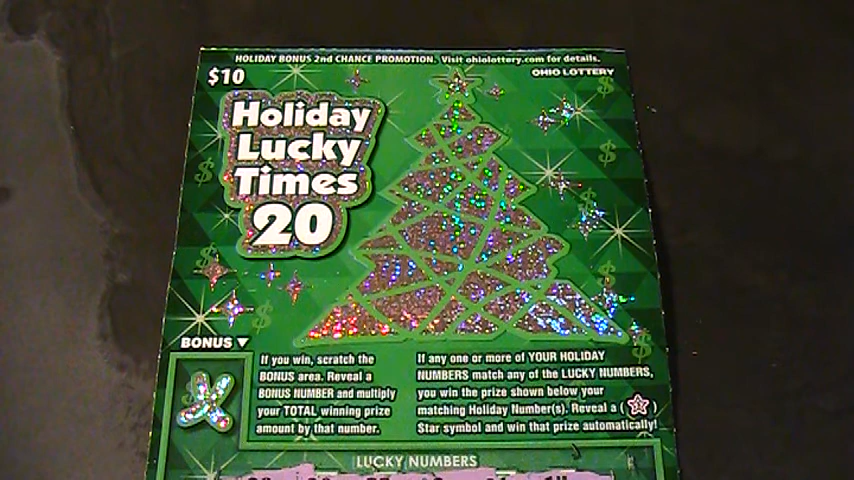 HOLIDAY BONUS 2nd CHANCE PROMOTION. Visit ohiolottery.com for details.
$10
OHIO LOTTERY
Holiday
Lucky
Times
20
BONUS ▼
If you win, scratch the
BONUS area. Reveal a
BONUS NUMBER and multiply
your TOTAL winning prize
amount by that number.
If any one or more of YOUR HOLIDAY
NUMBERS match any of the LUCKY NUMBERS,
you win the prize shown below your
matching Holiday Number(s). Reveal a ( )
Star symbol and win that prize automatically!
LUCKY NUMBERS